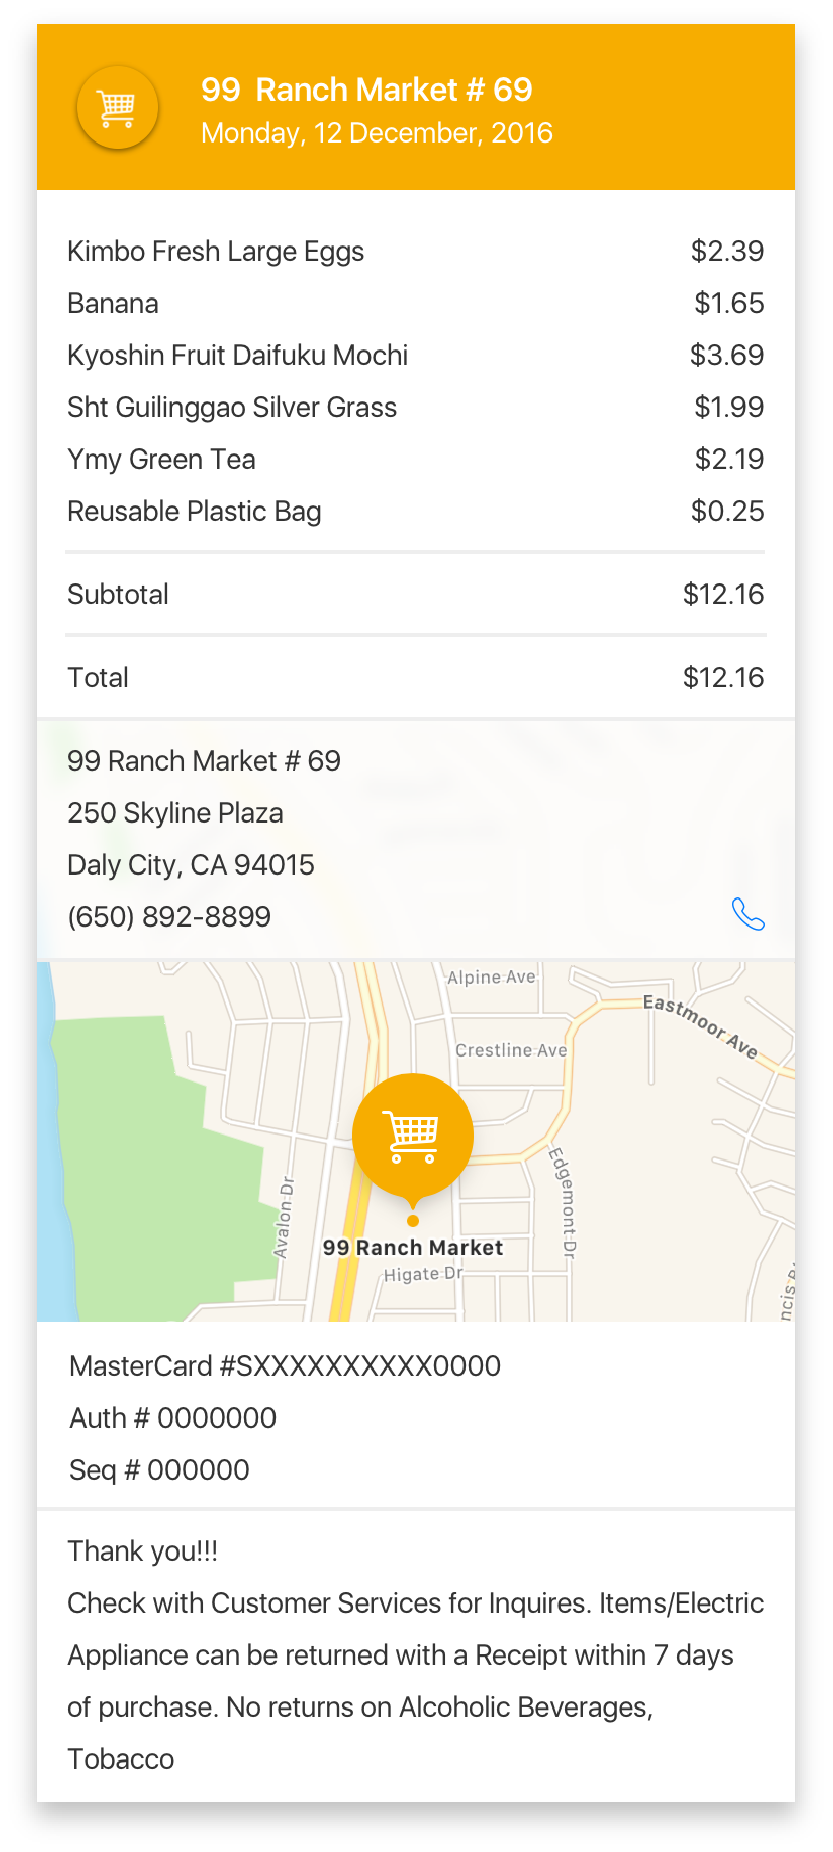 99 Ranch Market # 69
Monday, 12 December, 2016
Kimbo Fresh Large Eggs $2.39
Banana $1.65
Kyoshin Fruit Daifuku Mochi $3.69
Sht Guilinggao Silver Grass $1.99
Ymy Green Tea $2.19
Reusable Plastic Bag $0.25
Subtotal $12.16
Total $12.16
99 Ranch Market # 69
250 Skyline Plaza
Daly City, CA 94015
(650) 892-8899
Alpine Ave
Eastmoor Ave
Crestline Ave
Edgemont Dr
Avalon Dr
99 Ranch Market
Higate Dr
MasterCard #SXXXXXXXXXX0000
Auth # 0000000
Seq # 000000
Thank you!!!
Check with Customer Services for Inquires. Items/Electric
Appliance can be returned with a Receipt within 7 days
of purchase. No returns on Alcoholic Beverages,
Tobacco